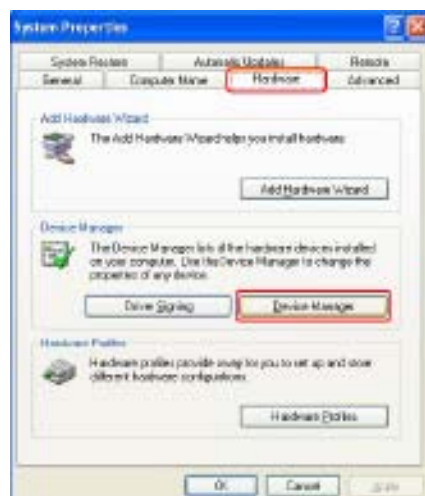 System Properties
System Restore Automatic Updates Remote
General Computer Name Hardware Advanced
Add Hardware Wizard
The Add Hardware Wizard helps you install hardware.
Add Hardware Wizard
Device Manager
The Device Manager lists all the hardware devices installed
on your computer. Use the Device Manager to change the
properties of any device.
Driver Signing Device Manager
Hardware Profiles
Hardware profiles provide a way for you to set up and store
different hardware configurations.
Hardware Profiles
OK Cancel Apply